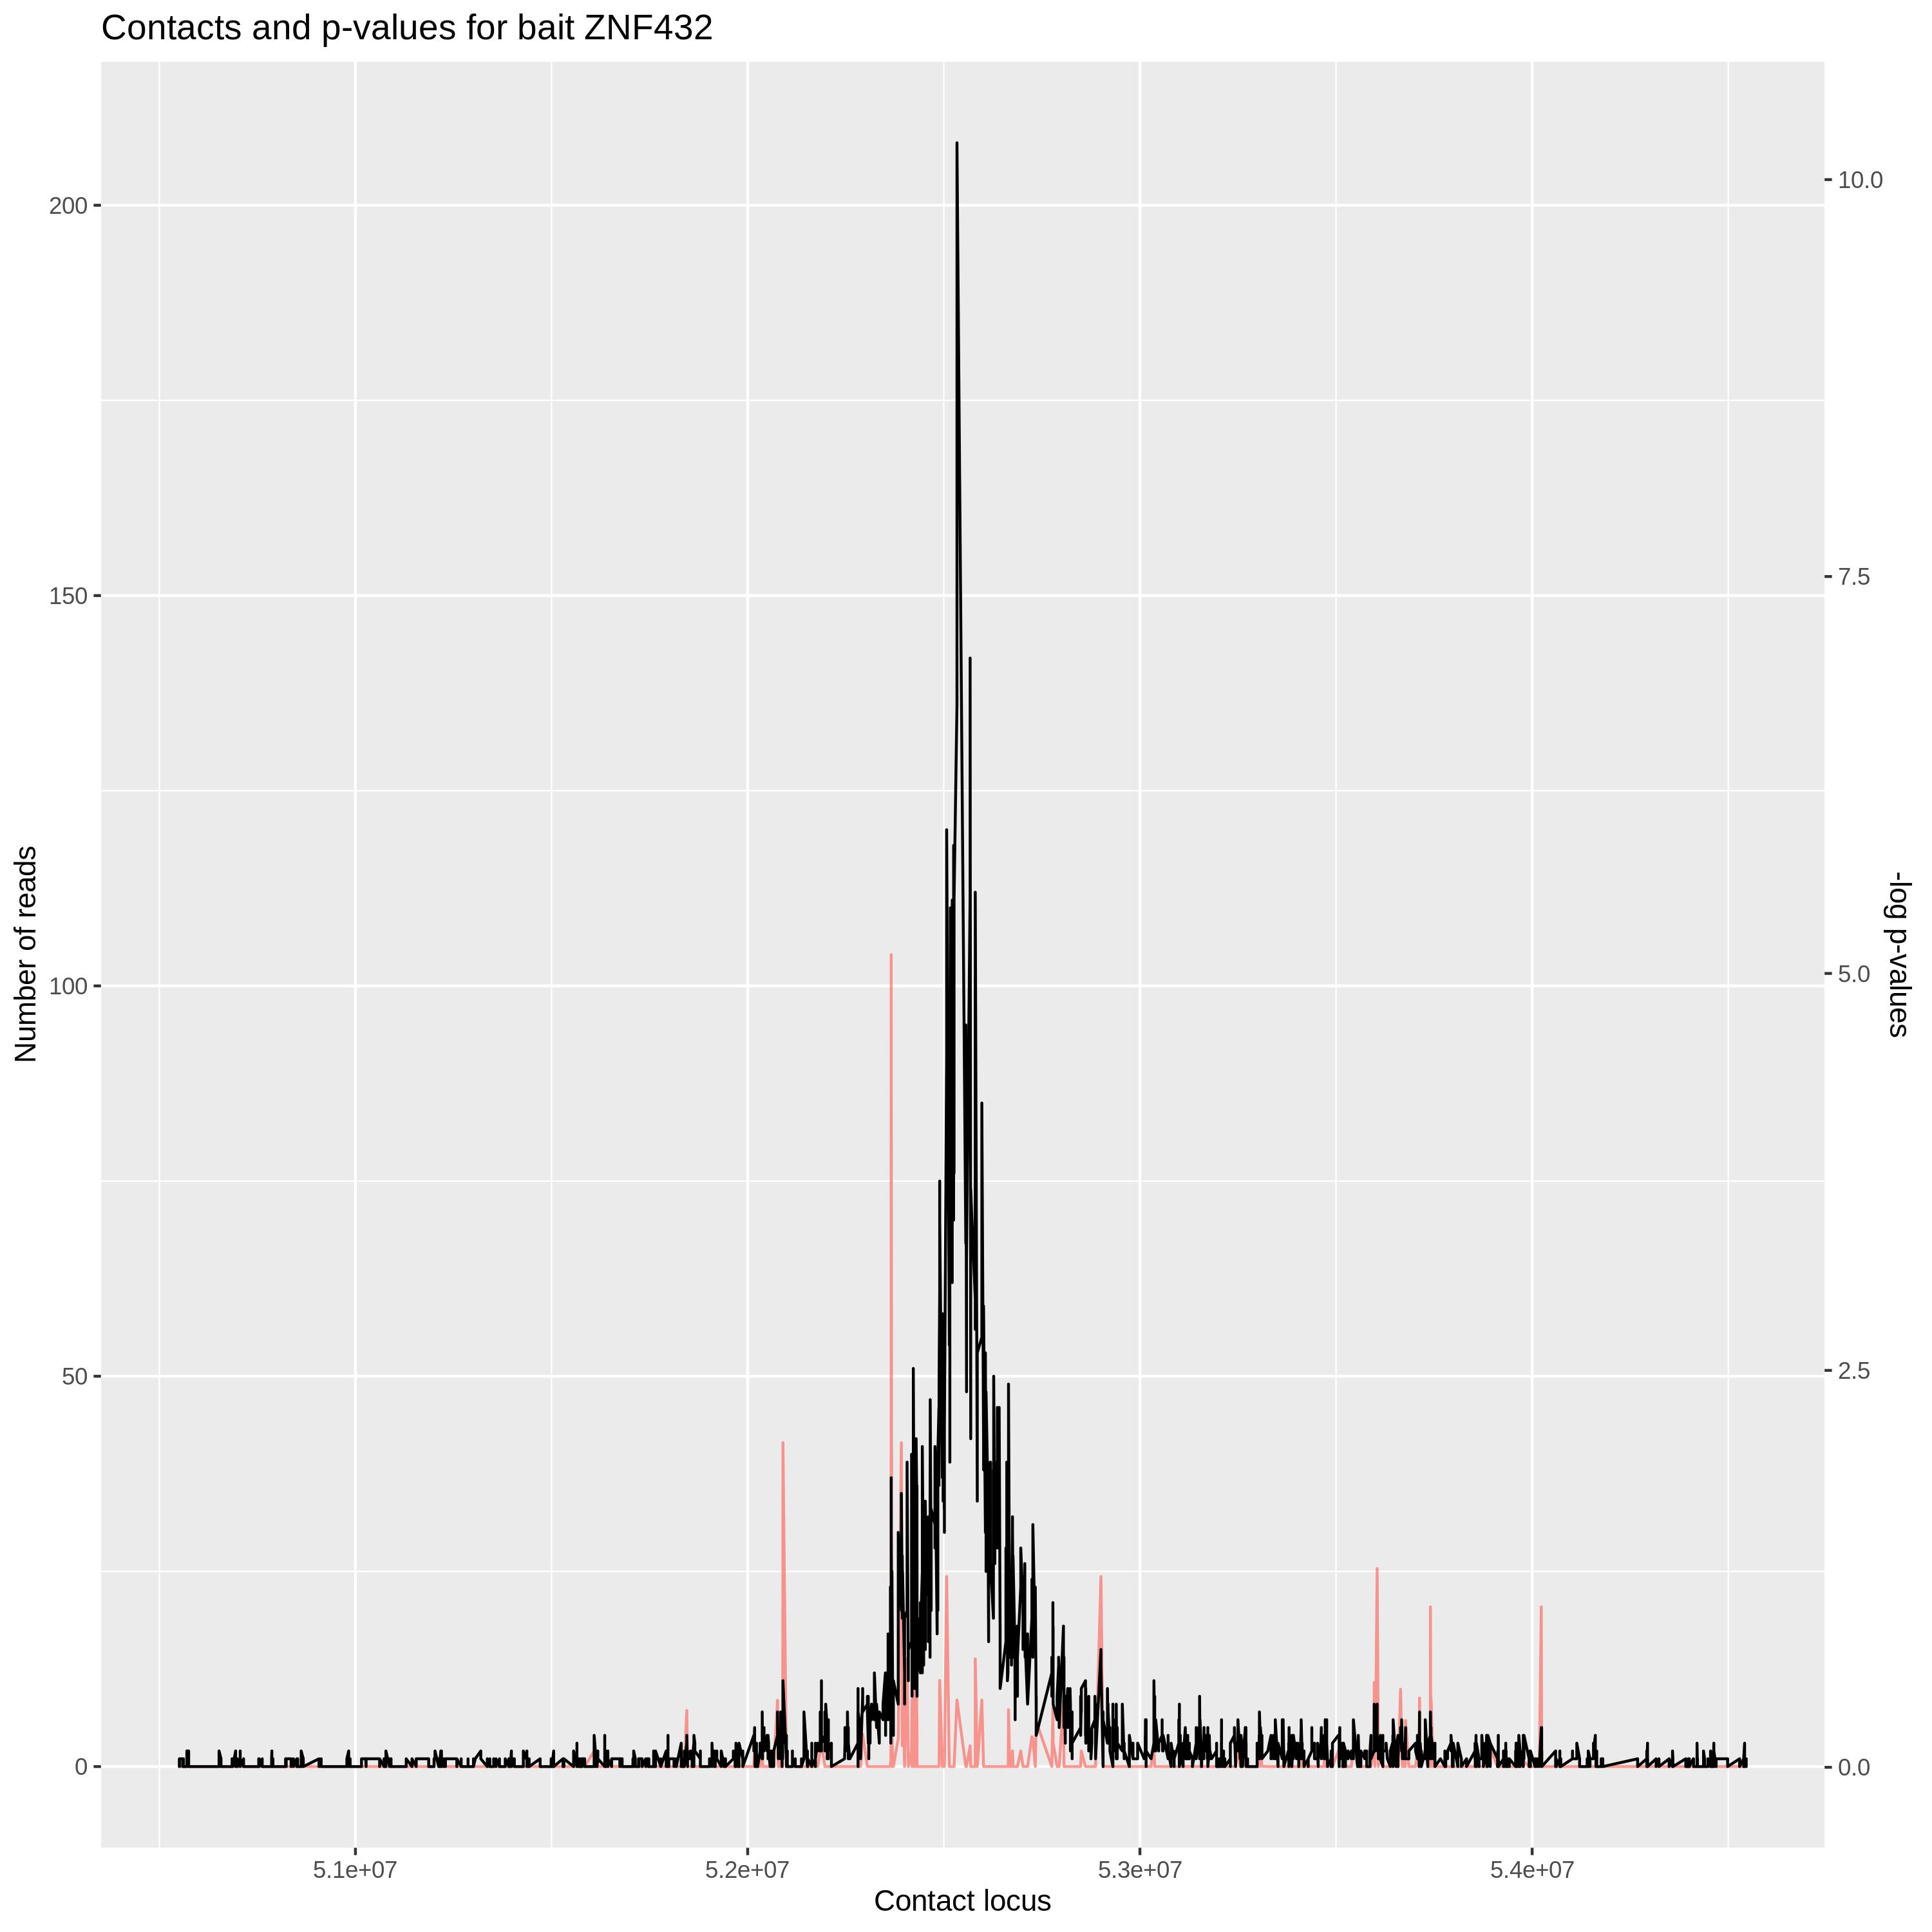 Contacts and p-values for bait ZNF432
Number of reads
200
150
100
50
0
10.0
7.5
5.0
2.5
0.0
-log p-values
5.1e+07
5.2e+07
5.3e+07
5.4e+07
Contact locus